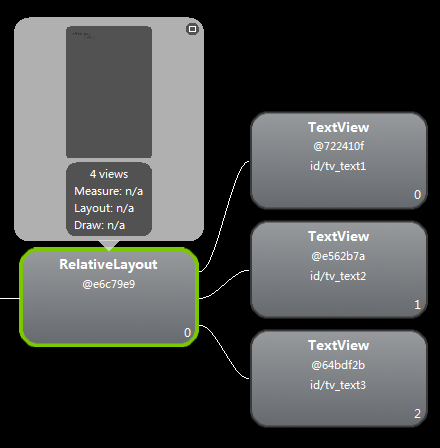 4 views
Measure: n/a
Layout: n/a
Draw: n/a
RelativeLayout
@e6c79e9
0
TextView
@722410f
id/tv_text1
0
TextView
@e562b7a
id/tv_text2
1
TextView
@64bdf2b
id/tv_text3
2